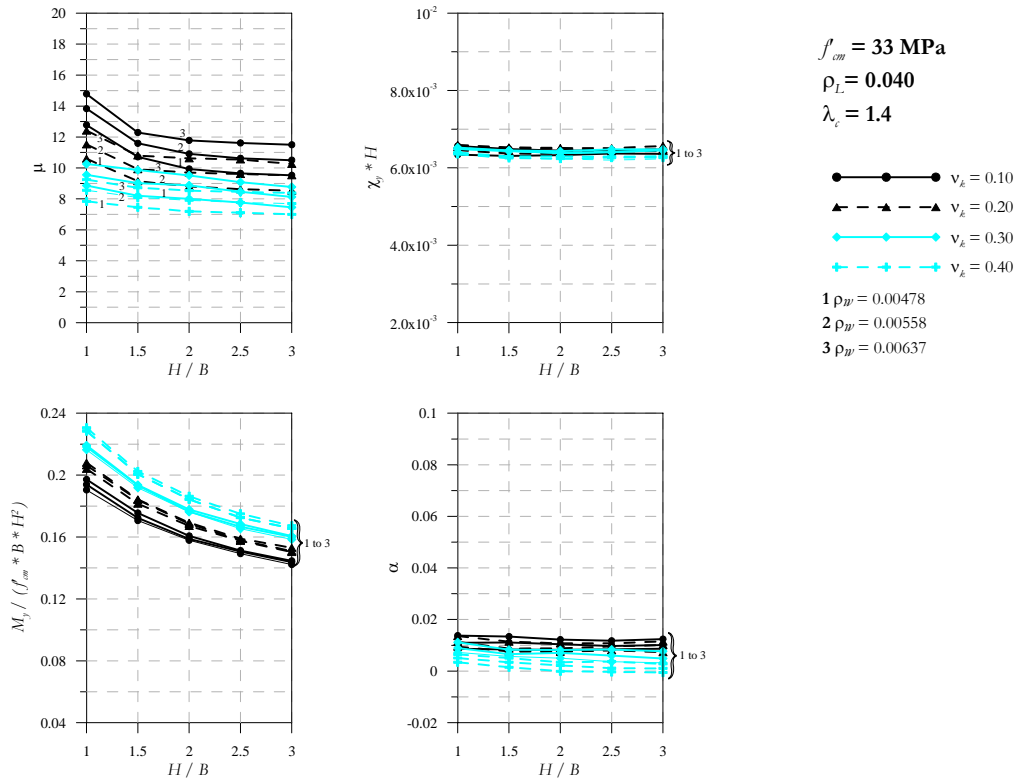 20
18
16
14
12
10
8
6
4
2
0
μ
3
2
1
3
2
1
3
2
1
3
2
1
1 1.5 2 2.5 3
H / B
10⁻²
8.0x10⁻³
6.0x10⁻³
4.0x10⁻³
2.0x10⁻³
χᵧ * H
1 to 3
1 1.5 2 2.5 3
H / B
f'cm = 33 MPa
ρL = 0.040
λc = 1.4
νk = 0.10
νk = 0.20
νk = 0.30
νk = 0.40
1 ρW = 0.00478
2 ρW = 0.00558
3 ρW = 0.00637
0.24
0.2
0.16
0.12
0.08
0.04
My / (f'cm * B * H²)
1 to 3
1 1.5 2 2.5 3
H / B
0.1
0.08
0.06
0.04
0.02
0
-0.02
α
1 to 3
1 1.5 2 2.5 3
H / B